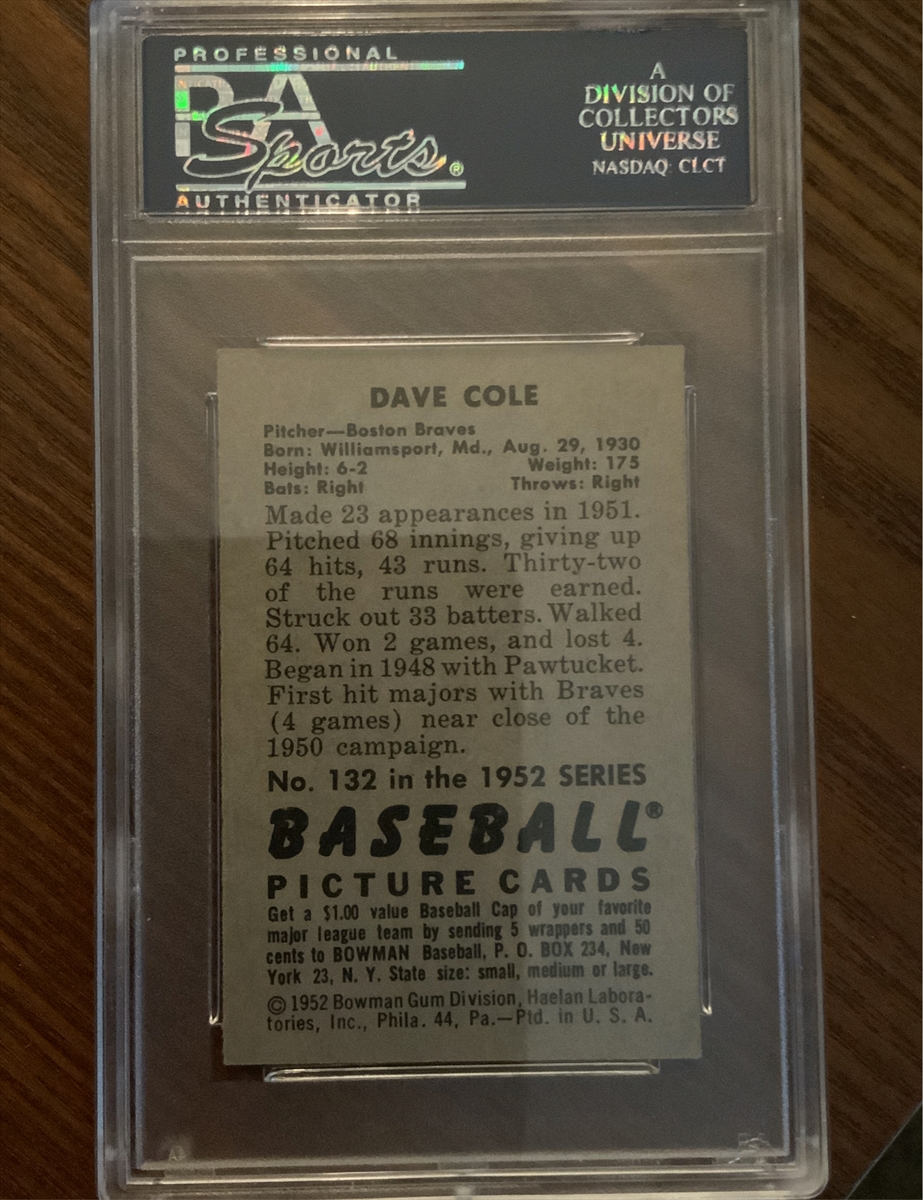 PROFESSIONAL
PSA
Sports®
AUTHENTICATOR
A
DIVISION OF
COLLECTORS
UNIVERSE
NASDAQ: CLCT
DAVE COLE
Pitcher—Boston Braves
Born: Williamsport, Md., Aug. 29, 1930
Height: 6-2 Weight: 175
Bats: Right Throws: Right
Made 23 appearances in 1951.
Pitched 68 innings, giving up
64 hits, 43 runs. Thirty-two
of the runs were earned.
Struck out 33 batters. Walked
64. Won 2 games, and lost 4.
Began in 1948 with Pawtucket.
First hit majors with Braves
(4 games) near close of the
1950 campaign.
No. 132 in the 1952 SERIES
BASEBALL®
PICTURE CARDS
Get a $1.00 value Baseball Cap of your favorite
major league team by sending 5 wrappers and 50
cents to BOWMAN Baseball, P. O. BOX 234, New
York 23, N. Y. State size: small, medium or large.
© 1952 Bowman Gum Division, Haelan Labora-
tories, Inc., Phila. 44, Pa.—Ptd. in U. S. A.